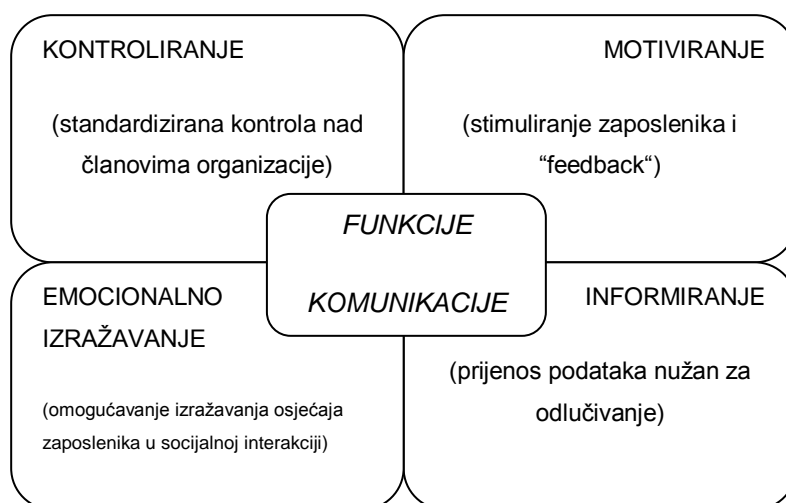 KONTROLIRANJE
(standardizirana kontrola nad
članovima organizacije)
MOTIVIRANJE
(stimuliranje zaposlenika i
“feedback“)
FUNKCIJE
KOMUNIKACIJE
EMOCIONALNO
IZRAŽAVANJE
(omogućavanje izražavanja osjećaja
zaposlenika u socijalnoj interakciji)
INFORMIRANJE
(prijenos podataka nužan za
odlučivanje)